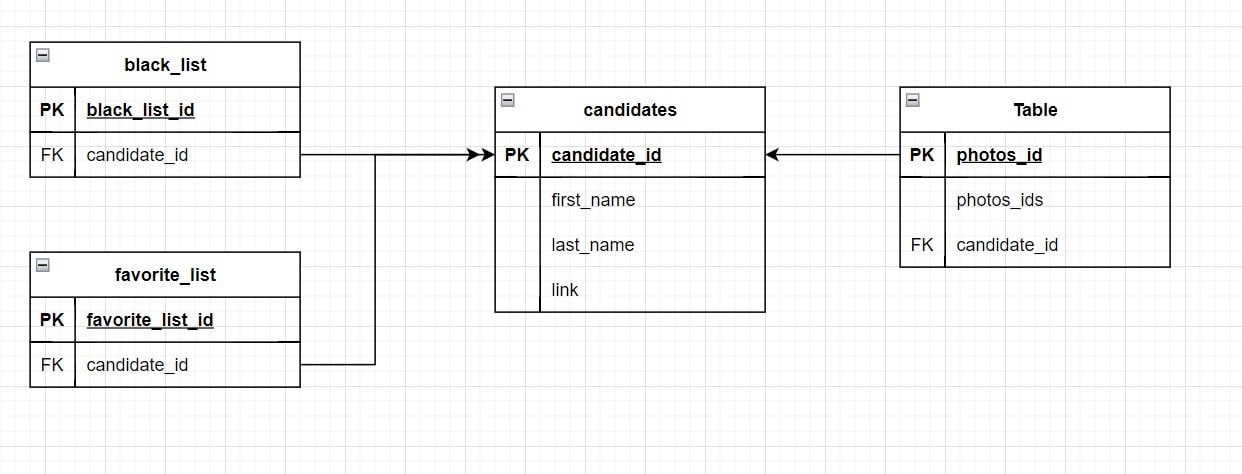 black_list
PK black_list_id
FK candidate_id
favorite_list
PK favorite_list_id
FK candidate_id
candidates
PK candidate_id
first_name
last_name
link
Table
PK photos_id
photos_ids
FK candidate_id